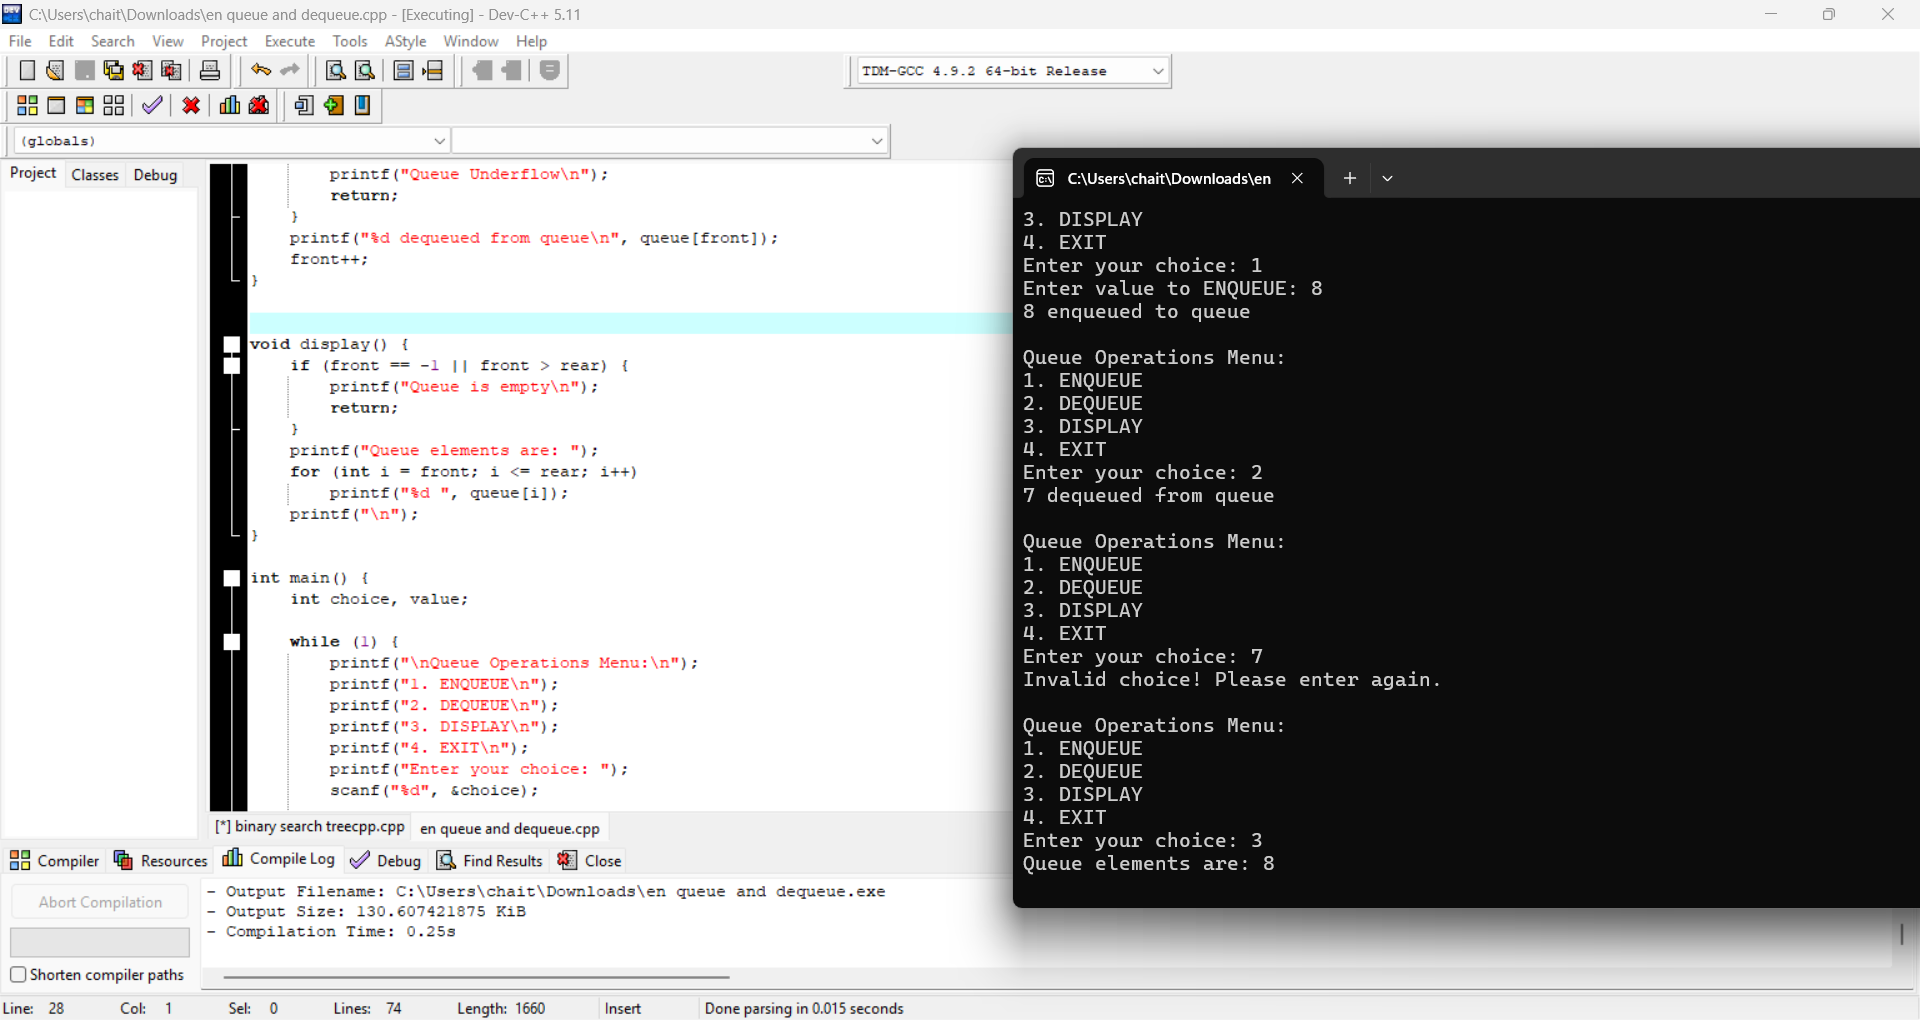 C:\Users\chait\Downloads\en queue and dequeue.cpp - [Executing] - Dev-C++ 5.11
File Edit Search View Project Execute Tools AStyle Window Help
TDM-GCC 4.9.2 64-bit Release
(globals)
Project Classes Debug
printf("Queue Underflow\n");
return;
}
printf("%d dequeued from queue\n", queue[front]);
front++;
}
void display() {
if (front == -1 || front > rear) {
printf("Queue is empty\n");
return;
}
printf("Queue elements are: ");
for (int i = front; i <= rear; i++)
printf("%d ", queue[i]);
printf("\n");
}
int main() {
int choice, value;
while (1) {
printf("\nQueue Operations Menu:\n");
printf("1. ENQUEUE\n");
printf("2. DEQUEUE\n");
printf("3. DISPLAY\n");
printf("4. EXIT\n");
printf("Enter your choice: ");
scanf("%d", &choice);
[*] binary search treecpp.cpp en queue and dequeue.cpp
C:\Users\chait\Downloads\en
3. DISPLAY
4. EXIT
Enter your choice: 1
Enter value to ENQUEUE: 8
8 enqueued to queue
Queue Operations Menu:
1. ENQUEUE
2. DEQUEUE
3. DISPLAY
4. EXIT
Enter your choice: 2
7 dequeued from queue
Queue Operations Menu:
1. ENQUEUE
2. DEQUEUE
3. DISPLAY
4. EXIT
Enter your choice: 7
Invalid choice! Please enter again.
Queue Operations Menu:
1. ENQUEUE
2. DEQUEUE
3. DISPLAY
4. EXIT
Enter your choice: 3
Queue elements are: 8
Compiler Resources Compile Log Debug Find Results Close
Abort Compilation
Shorten compiler paths
- Output Filename: C:\Users\chait\Downloads\en queue and dequeue.exe
- Output Size: 130.607421875 KiB
- Compilation Time: 0.25s
Line: 28 Col: 1 Sel: 0 Lines: 74 Length: 1660 Insert Done parsing in 0.015 seconds